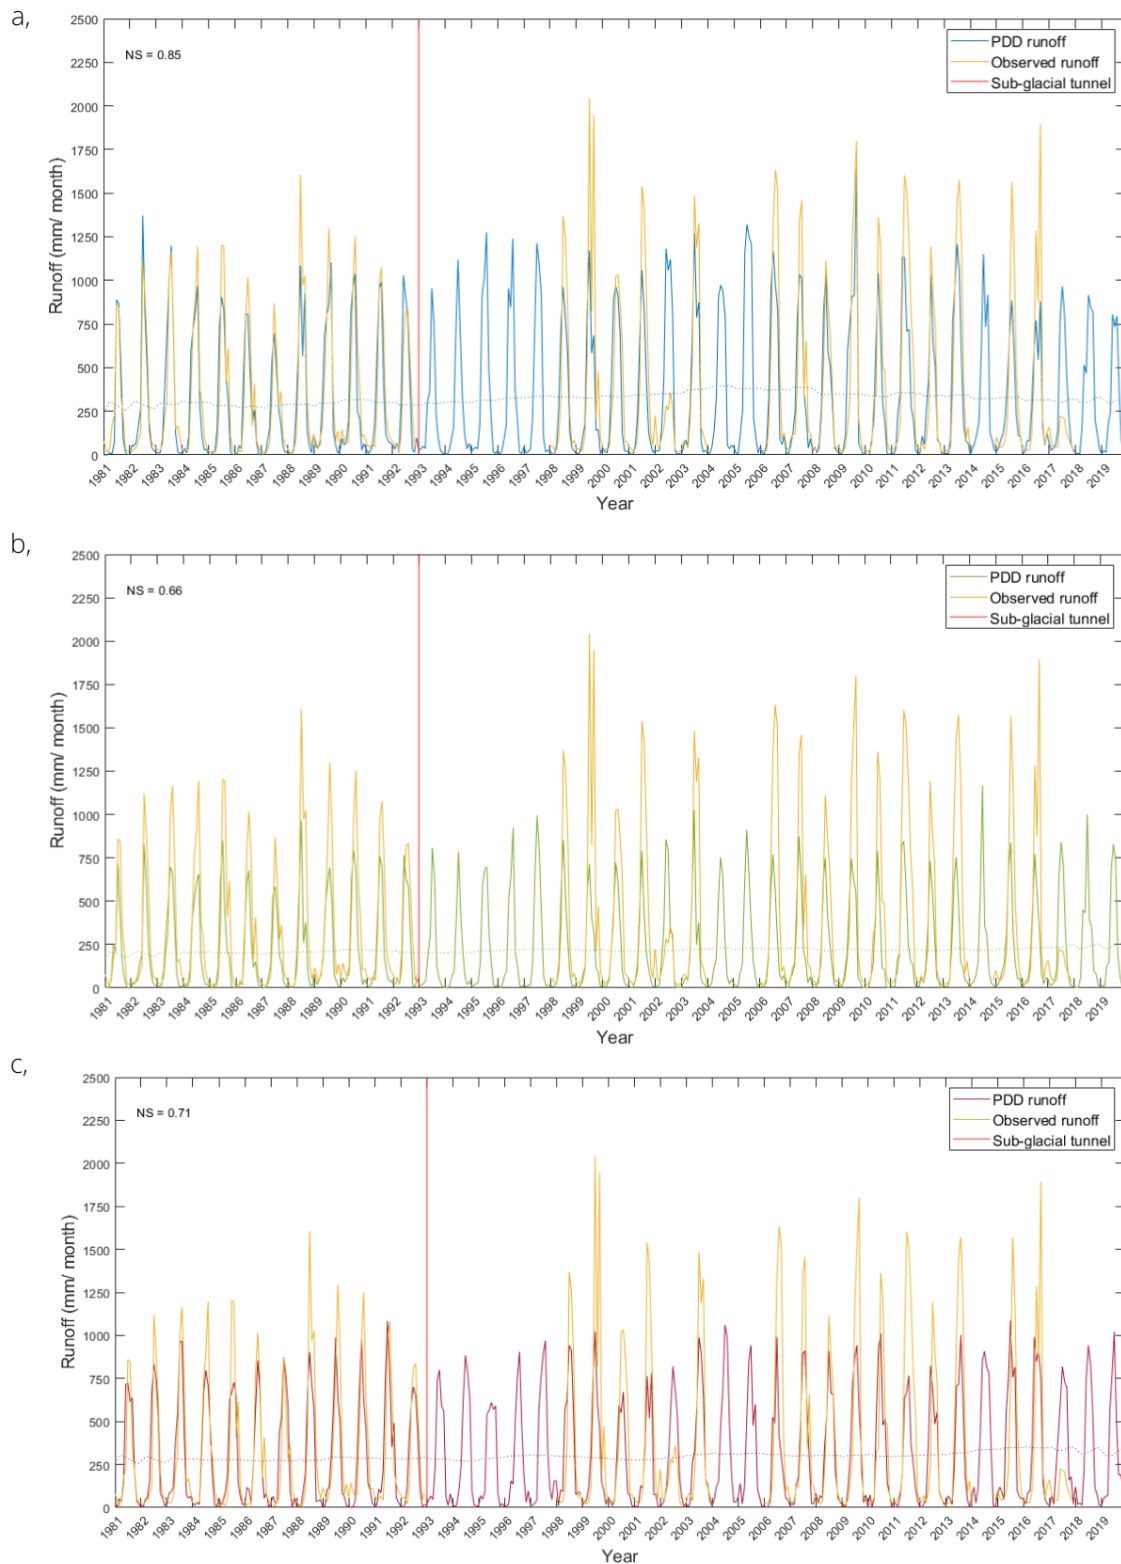 a,
2500
2250
2000
1750
1500
1250
1000
750
500
250
0
Runoff (mm/ month)
NS = 0.85
PDD runoff
Observed runoff
Sub-glacial tunnel
1981 1982 1983 1984 1985 1986 1987 1988 1989 1990 1991 1992 1993 1994 1995 1996 1997 1998 1999 2000 2001 2002 2003 2004 2005 2006 2007 2008 2009 2010 2011 2012 2013 2014 2015 2016 2017 2018 2019
Year
b,
2500
2250
2000
1750
1500
1250
1000
750
500
250
0
Runoff (mm/ month)
NS = 0.66
PDD runoff
Observed runoff
Sub-glacial tunnel
1981 1982 1983 1984 1985 1986 1987 1988 1989 1990 1991 1992 1993 1994 1995 1996 1997 1998 1999 2000 2001 2002 2003 2004 2005 2006 2007 2008 2009 2010 2011 2012 2013 2014 2015 2016 2017 2018 2019
Year
c,
2500
2250
2000
1750
1500
1250
1000
750
500
250
0
Runoff (mm/ month)
NS = 0.71
PDD runoff
Observed runoff
Sub-glacial tunnel
1981 1982 1983 1984 1985 1986 1987 1988 1989 1990 1991 1992 1993 1994 1995 1996 1997 1998 1999 2000 2001 2002 2003 2004 2005 2006 2007 2008 2009 2010 2011 2012 2013 2014 2015 2016 2017 2018 2019
Year